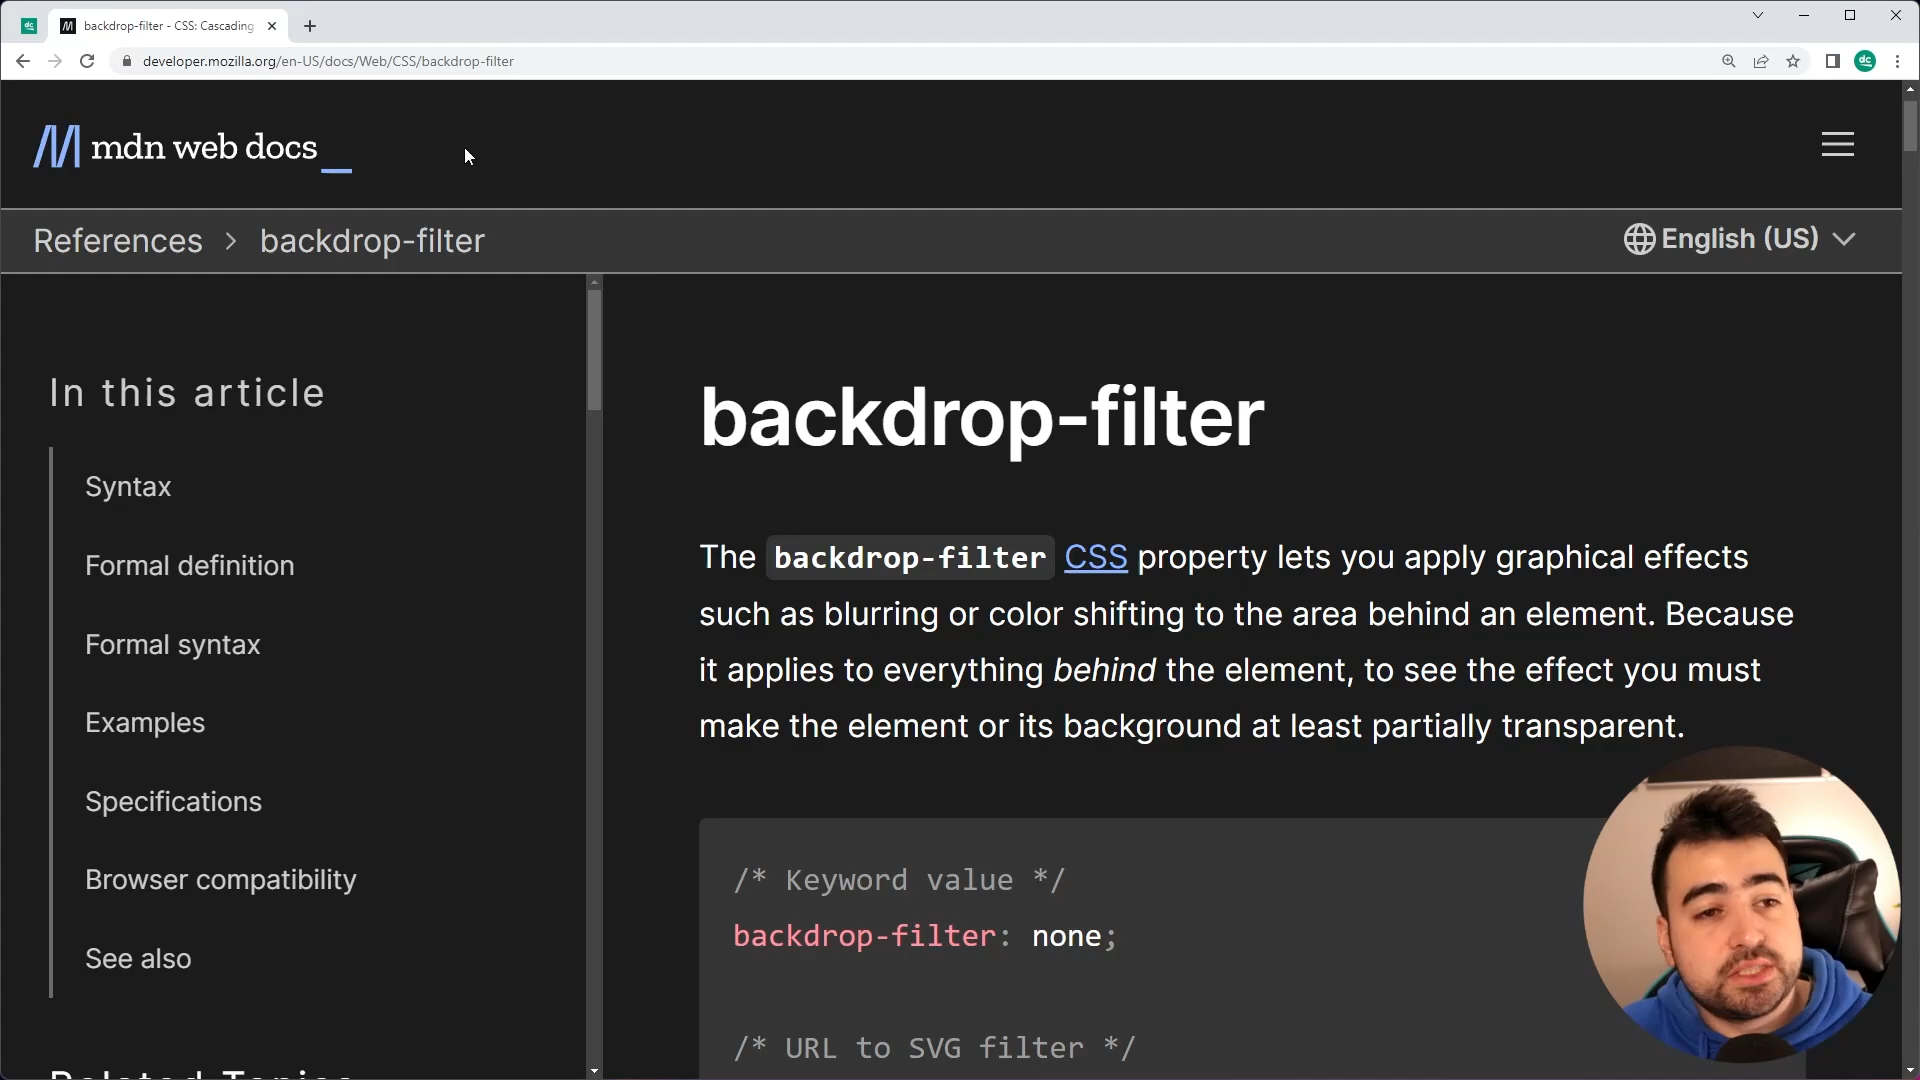 backdrop-filter - CSS: Cascading
developer.mozilla.org/en-US/docs/Web/CSS/backdrop-filter
dc
mdn web docs_
References > backdrop-filter
English (US)
In this article
Syntax
Formal definition
Formal syntax
Examples
Specifications
Browser compatibility
See also
Related Topics
backdrop-filter
The backdrop-filter CSS property lets you apply graphical effects
such as blurring or color shifting to the area behind an element. Because
it applies to everything behind the element, to see the effect you must
make the element or its background at least partially transparent.
/* Keyword value */
backdrop-filter: none;
/* URL to SVG filter */